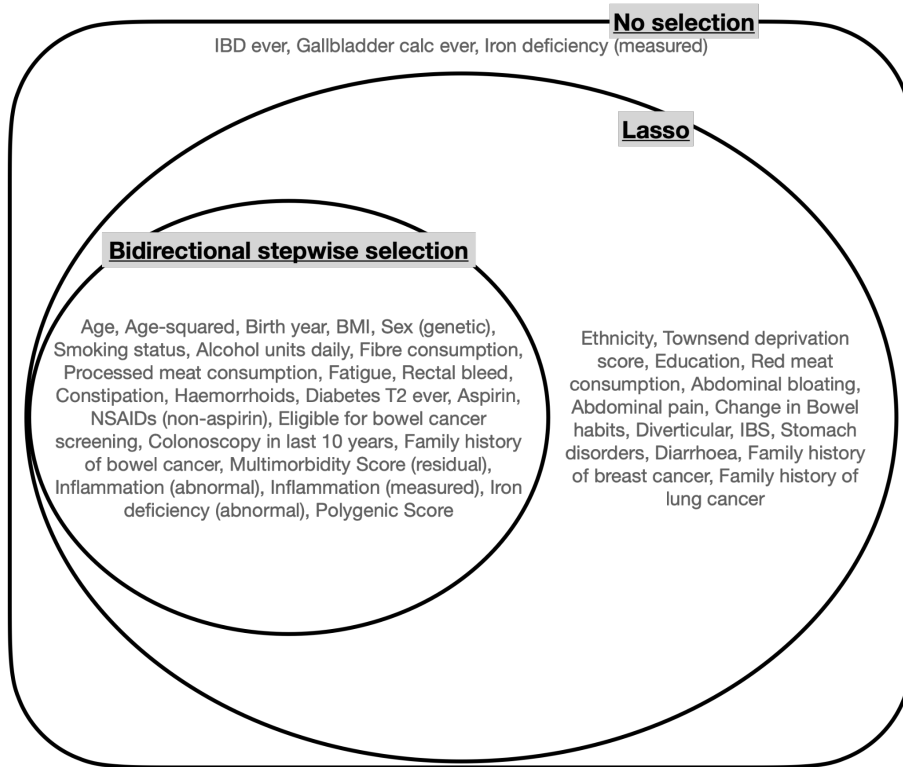 No selection
IBD ever, Gallbladder calc ever, Iron deficiency (measured)
Lasso
Bidirectional stepwise selection
Age, Age-squared, Birth year, BMI, Sex (genetic),
Smoking status, Alcohol units daily, Fibre consumption,
Processed meat consumption, Fatigue, Rectal bleed,
Constipation, Haemorrhoids, Diabetes T2 ever, Aspirin,
NSAIDs (non-aspirin), Eligible for bowel cancer
screening, Colonoscopy in last 10 years, Family history
of bowel cancer, Multimorbidity Score (residual),
Inflammation (abnormal), Inflammation (measured), Iron
deficiency (abnormal), Polygenic Score
Ethnicity, Townsend deprivation
score, Education, Red meat
consumption, Abdominal bloating,
Abdominal pain, Change in Bowel
habits, Diverticular, IBS, Stomach
disorders, Diarrhoea, Family history
of breast cancer, Family history of
lung cancer